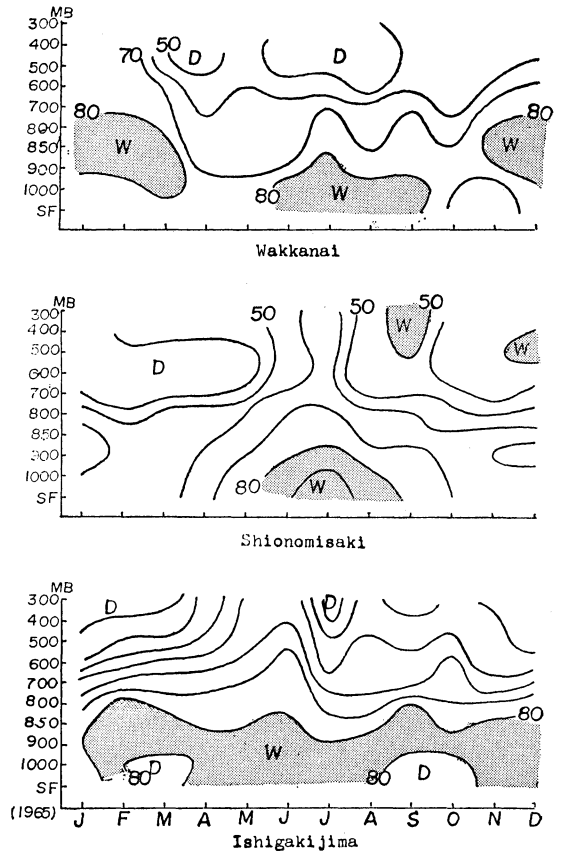 MB
300
400
500
600
700
800
850
900
1000
SF
70 50 D D
80 W 80 W
80 W
Wakkanai
MB
300
400
500
600
700
800
850
900
1000
SF
50 50 50
W
D W
80 W
Shionomisaki
MB
300
400
500
600
700
800
850
900
1000
SF
D D
80
W
80 D 80 D
(1965) J F M A M J J A S O N D
Ishigakijima